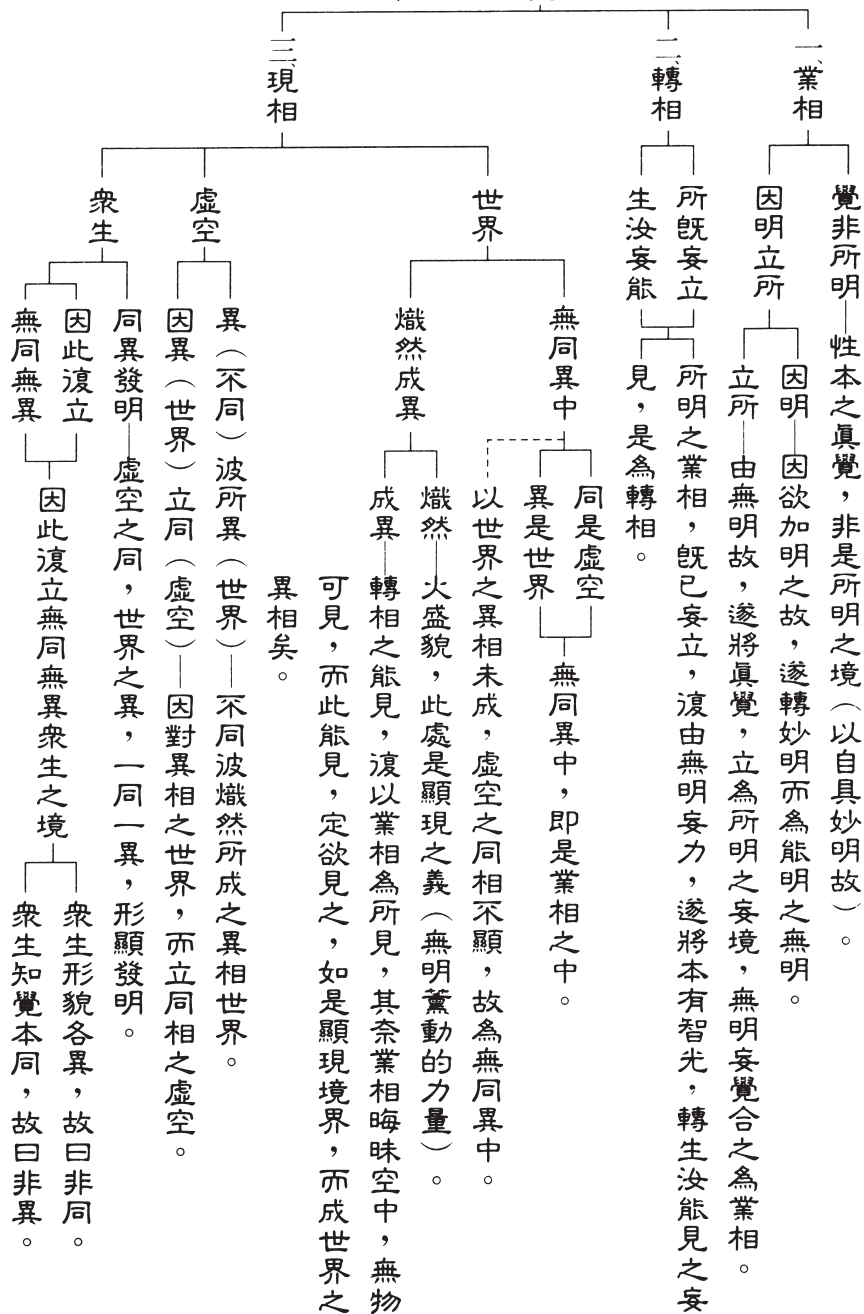 一、業相
覺非所明—性本之眞覺，非是所明之境（以自具妙明故）。
因明立所
因明—因欲加明之故，遂轉妙明而為能明之無明。
立所—由無明故，遂將眞覺，立為所明之妄境，無明妄覺合之為業相。
二、轉相
所旣妄立
生汝妄能
所明之業相，旣已妄立，復由無明妄力，遂將本有智光，轉生汝能見之妄
見，是為轉相。
三、現相
世界
無同異中
同是虛空
異是世界
無同異中，即是業相之中。
以世界之異相未成，虛空之同相不顯，故為無同異中。
熾然成異
熾然—火盛貌，此處是顯現之義（無明薰動的力量）。
成異—轉相之能見，復以業相為所見，其奈業相晦昧空中，無物
可見，而此能見，定欲見之，如是顯現境界，而成世界之
異相矣。
虛空
異（不同）彼所異（世界）—不同彼熾然所成之異相世界。
因異（世界）立同（虛空）—因對異相之世界，而立同相之虛空。
衆生
同異發明—虛空之同，世界之異，一同一異，形顯發明。
因此復立
無同無異
因此復立無同無異衆生之境
衆生形貌各異，故曰非同。
衆生知覺本同，故曰非異。